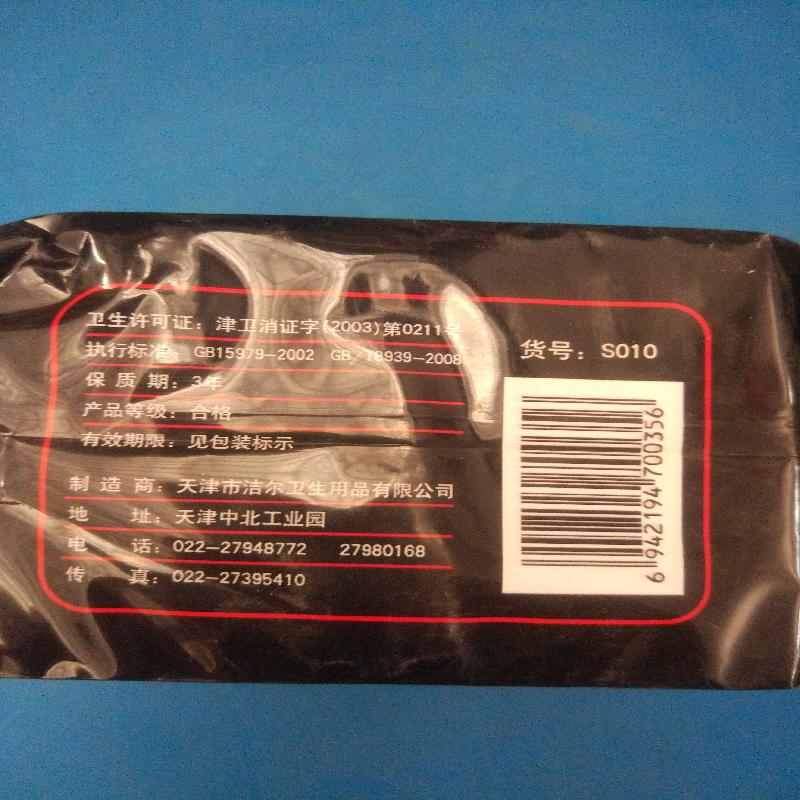 卫生许可证：津卫消证字(2003)第0211号
执行标准：GB15979-2002 GB/T8939-2008
保 质 期：3年
产品等级：合格
有效期限：见包装标示
制 造 商：天津市洁尔卫生用品有限公司
地 址：天津中北工业园
电 话：022-27948772 27980168
传 真：022-27395410
货号：S010
6 942194 700356